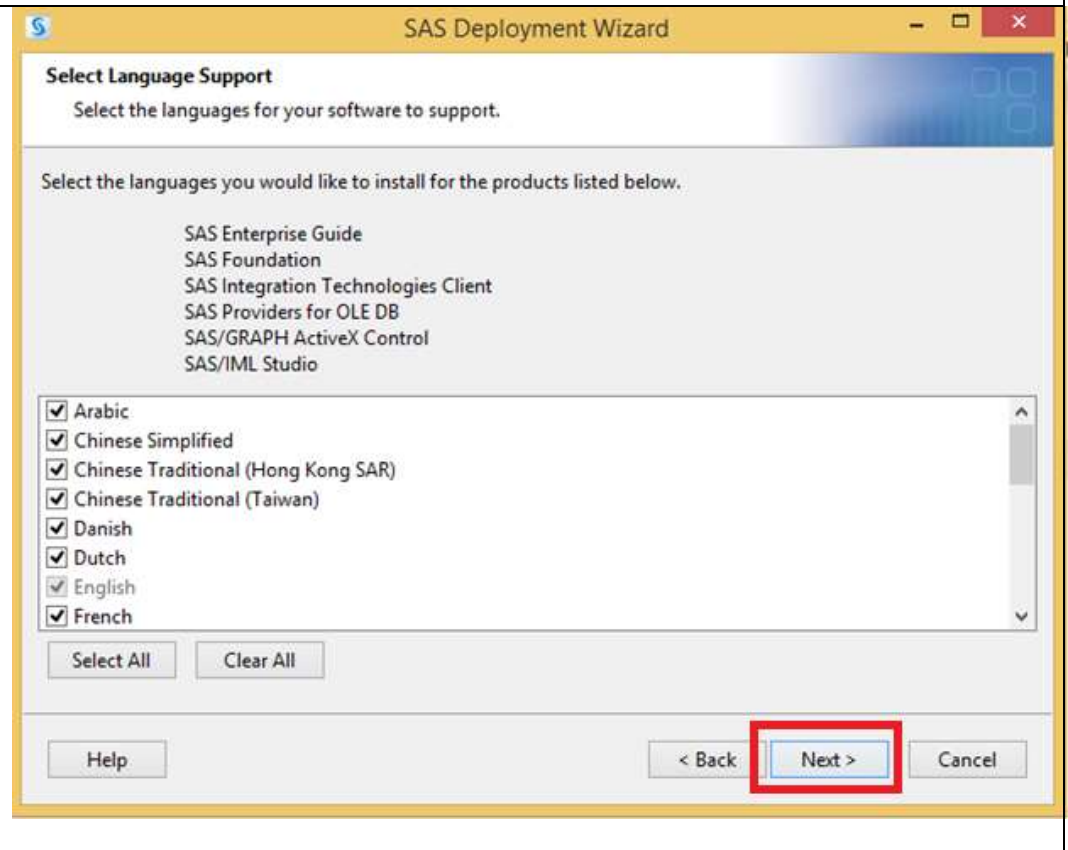 SAS Deployment Wizard
Select Language Support
Select the languages for your software to support.
Select the languages you would like to install for the products listed below.
SAS Enterprise Guide
SAS Foundation
SAS Integration Technologies Client
SAS Providers for OLE DB
SAS/GRAPH ActiveX Control
SAS/IML Studio
Arabic
Chinese Simplified
Chinese Traditional (Hong Kong SAR)
Chinese Traditional (Taiwan)
Danish
Dutch
English
French
Select All Clear All
Help < Back Next > Cancel